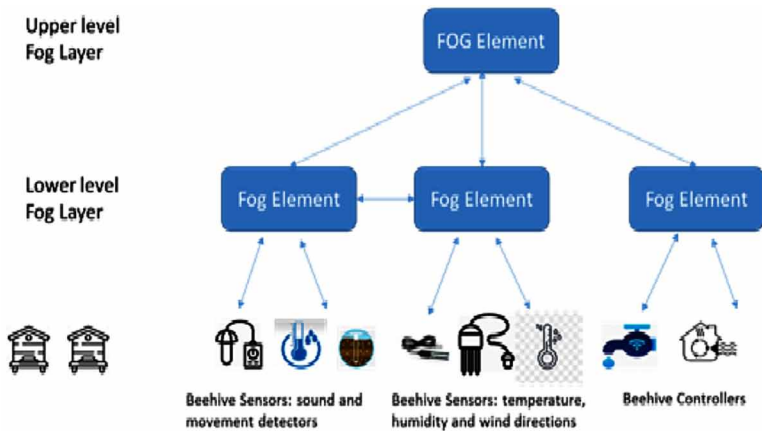 Upper level
Fog Layer
FOG Element
Lower level
Fog Layer
Fog Element
Fog Element
Fog Element
Beehive Sensors: sound and
movement detectors
Beehive Sensors: temperature,
humidity and wind directions
Beehive Controllers